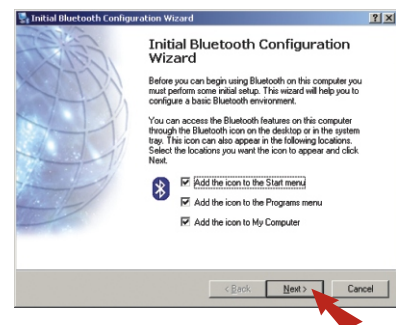 Initial Bluetooth Configuration Wizard
Initial Bluetooth Configuration
Wizard
Before you can begin using Bluetooth on this computer you
must perform some initial setup. This wizard will help you to
configure a basic Bluetooth environment.
You can access the Bluetooth features on this computer
through the Bluetooth icon on the desktop or in the system
tray. This icon can also appear in the following locations.
Select the locations you want the icon to appear and click
Next.
Add the icon to the Start menu
Add the icon to the Programs menu
Add the icon to My Computer
< Back
Next >
Cancel